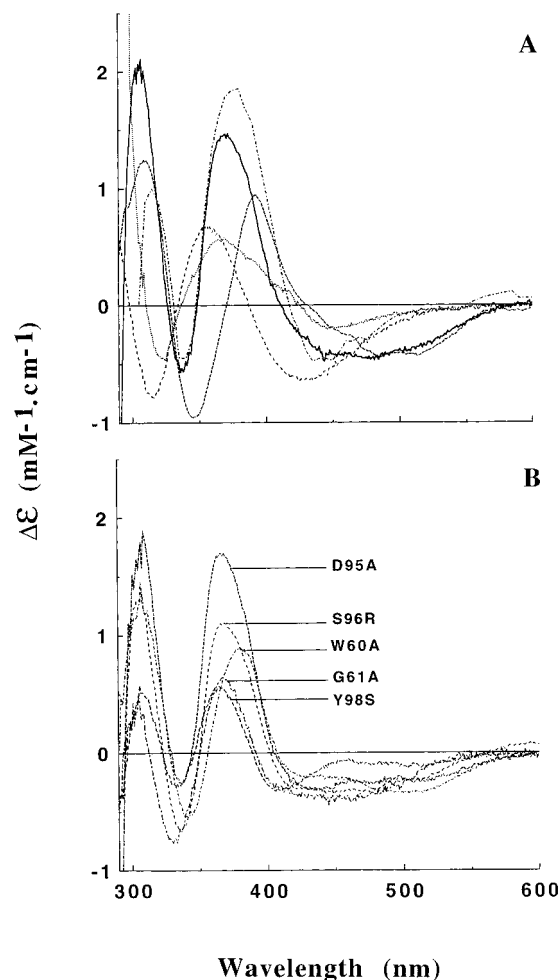 A
2
1
0
-1
Δε (mM-1.cm-1)
B
2
D95A
S96R
1
W60A
G61A
Y98S
0
-1
300 400 500 600
Wavelength (nm)